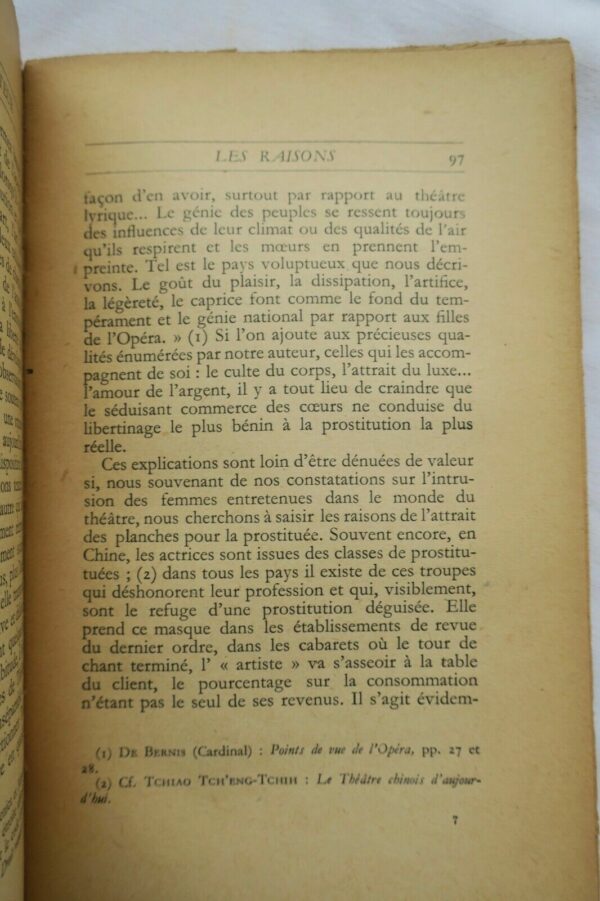 LES RAISONS 97
façon d'en avoir, surtout par rapport au théâtre
lyrique... Le génie des peuples se ressent toujours
des influences de leur climat ou des qualités de l'air
qu'ils respirent et les mœurs en prennent l'em-
preinte. Tel est le pays voluptueux que nous décri-
vons. Le goût du plaisir, la dissipation, l'artifice,
la légèreté, le caprice font comme le fond du tem-
pérament et le génie national par rapport aux filles
de l'Opéra. » (1) Si l'on ajoute aux précieuses qua-
lités énumérées par notre auteur, celles qui les accom-
pagnent de soi : le culte du corps, l'attrait du luxe...
l'amour de l'argent, il y a tout lieu de craindre que
le séduisant commerce des cœurs ne conduise du
libertinage le plus bénin à la prostitution la plus
réelle.
Ces explications sont loin d'être dénuées de valeur
si, nous souvenant de nos constatations sur l'intru-
sion des femmes entretenues dans le monde du
théâtre, nous cherchons à saisir les raisons de l'attrait
des planches pour la prostituée. Souvent encore, en
Chine, les actrices sont issues des classes de prostitu-
tuées ; (2) dans tous les pays il existe de ces troupes
qui déshonorent leur profession et qui, visiblement,
sont le refuge d'une prostitution déguisée. Elle
prend ce masque dans les établissements de revue
du dernier ordre, dans les cabarets où le tour de
chant terminé, l' « artiste » va s'asseoir à la table
du client, le pourcentage sur la consommation
n'étant pas le seul de ses revenus. Il s'agit évidem-
(1) DE BERNIS (Cardinal) : Points de vue de l'Opéra, pp. 27 et
28.
(2) Cf. TCHIAO TCH'ENG-TCHIH : Le Théâtre chinois d'aujour-
d'hui.
7